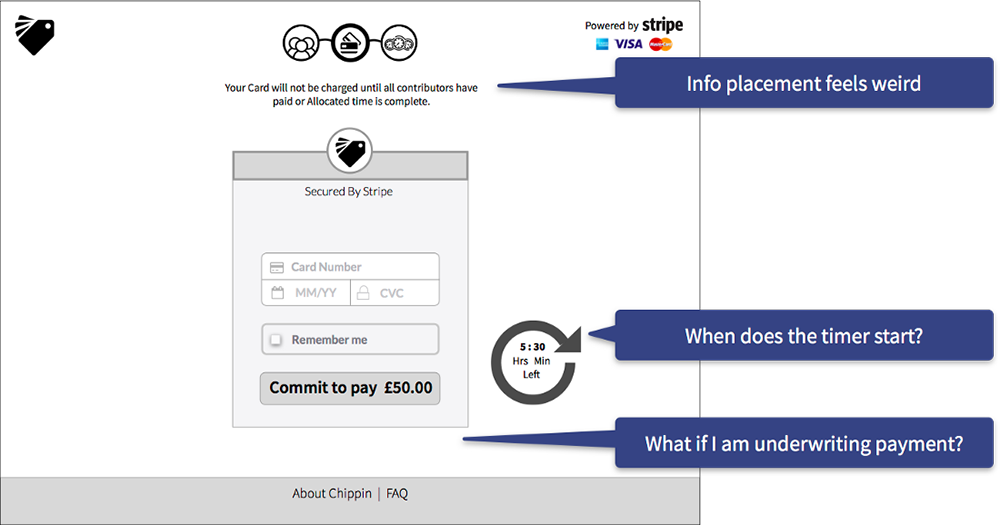 Powered by stripe
VISA
MasterCard
Your Card will not be charged until all contributors have
paid or Allocated time is complete.
Info placement feels weird
Secured By Stripe
Card Number
MM/YY
CVC
Remember me
Commit to pay £50.00
5:30
Hrs Min
Left
When does the timer start?
What if I am underwriting payment?
About Chippin | FAQ